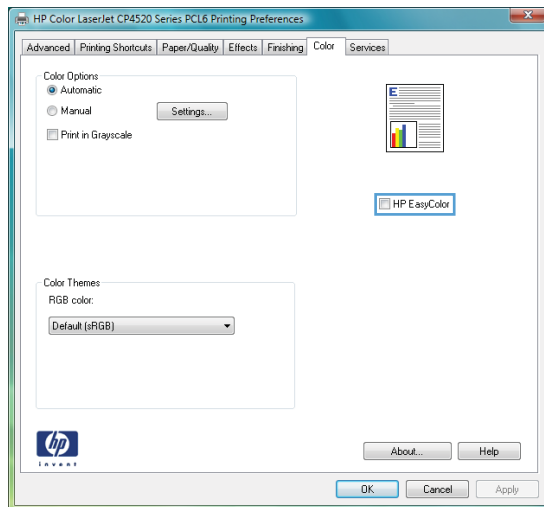 HP Color LaserJet CP4520 Series PCL6 Printing Preferences
Advanced Printing Shortcuts Paper/Quality Effects Finishing Color Services
Color Options
Automatic
Manual Settings...
Print in Grayscale
E
HP EasyColor
Color Themes
RGB color:
Default (sRGB)
hp
invent
About... Help
OK Cancel Apply